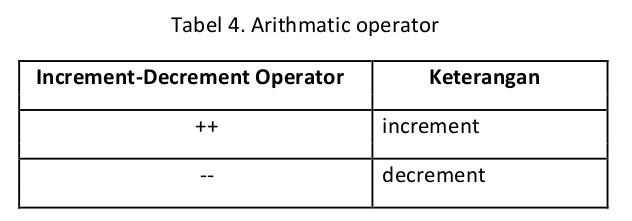 Tabel 4. Arithmatic operator
Increment-Decrement Operator Keterangan
++ increment
-- decrement